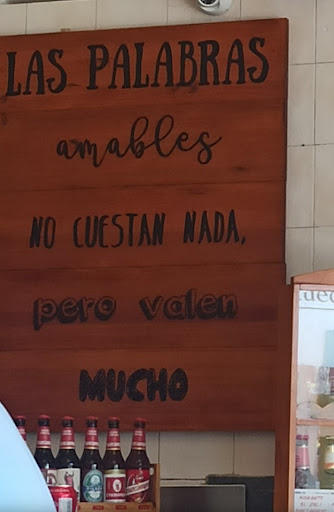 LAS PALABRAS
amables
NO CUESTAN NADA,
pero valen
MUCHO